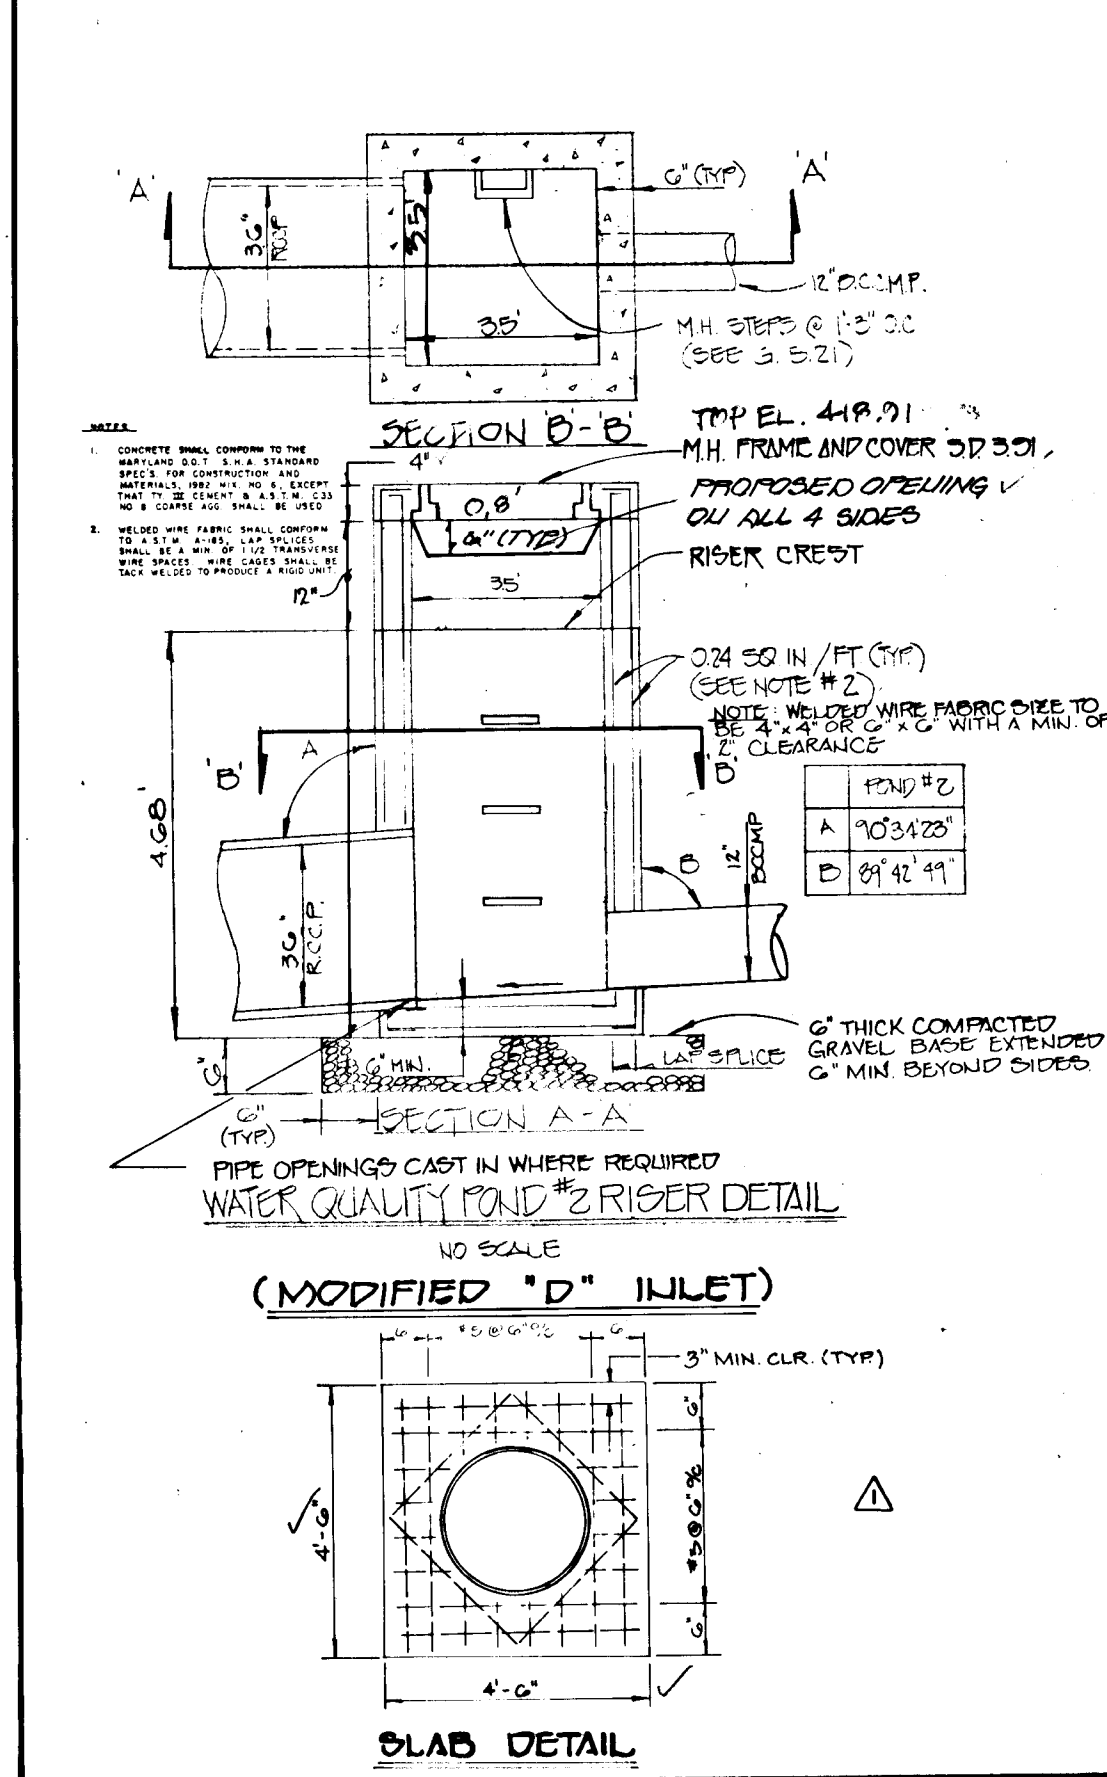 'A'
'A'
6" (TYP)
36"
3.5'
3.5'
12" B.C.C.M.P.
M.H. STEPS @ 1'-3" O.C
(SEE G. 5.21)
SECTION 'B'-'B'
TOP EL. 418.91
M.H. FRAME AND COVER S.D. 3.91,
PROPOSED OPENING √
ON ALL 4 SIDES
RISER CREST
NOTES
1. CONCRETE SHALL CONFORM TO THE
MARYLAND D.O.T. S.H.A. STANDARD
SPEC'S. FOR CONSTRUCTION AND
MATERIALS, 1982 MIX. NO 6, EXCEPT
THAT TY. III CEMENT & A.S.T.M. C33
NO 8 COARSE AGG. SHALL BE USED
2. WELDED WIRE FABRIC SHALL CONFORM
TO A.S.T.M. A-185, LAP SPLICES
SHALL BE A MIN. OF 1 1/2 TRANSVERSE
WIRE SPACES. WIRE CAGES SHALL BE
TACK WELDED TO PRODUCE A RIGID UNIT.
4"
0.8'
(TYP)
3.5'
12"
0.24 SQ IN /FT (TYP.)
(SEE NOTE #2)
NOTE: WELDED WIRE FABRIC SIZE TO
BE 4"x4" OR 6"x6" WITH A MIN. OF
2" CLEARANCE
'B'
'B'
A
B
4.68'
36"
R.C.C.P.
12"
BCCMP
POND #2
A 90°34'23"
B 89°42'49"
6" THICK COMPACTED
GRAVEL BASE EXTENDED
6" MIN. BEYOND SIDES.
6"
6" MIN.
LAP SPLICE
6"
(TYP.)
SECTION A-A
PIPE OPENINGS CAST IN WHERE REQUIRED
WATER QUALITY POND #2 RISER DETAIL
NO SCALE
(MODIFIED "D" INLET)
6 #5@6"%c 6
3" MIN. CLR. (TYP.)
4'-6"
6"
#5@6"%c
6"
4'-6"
1
SLAB DETAIL